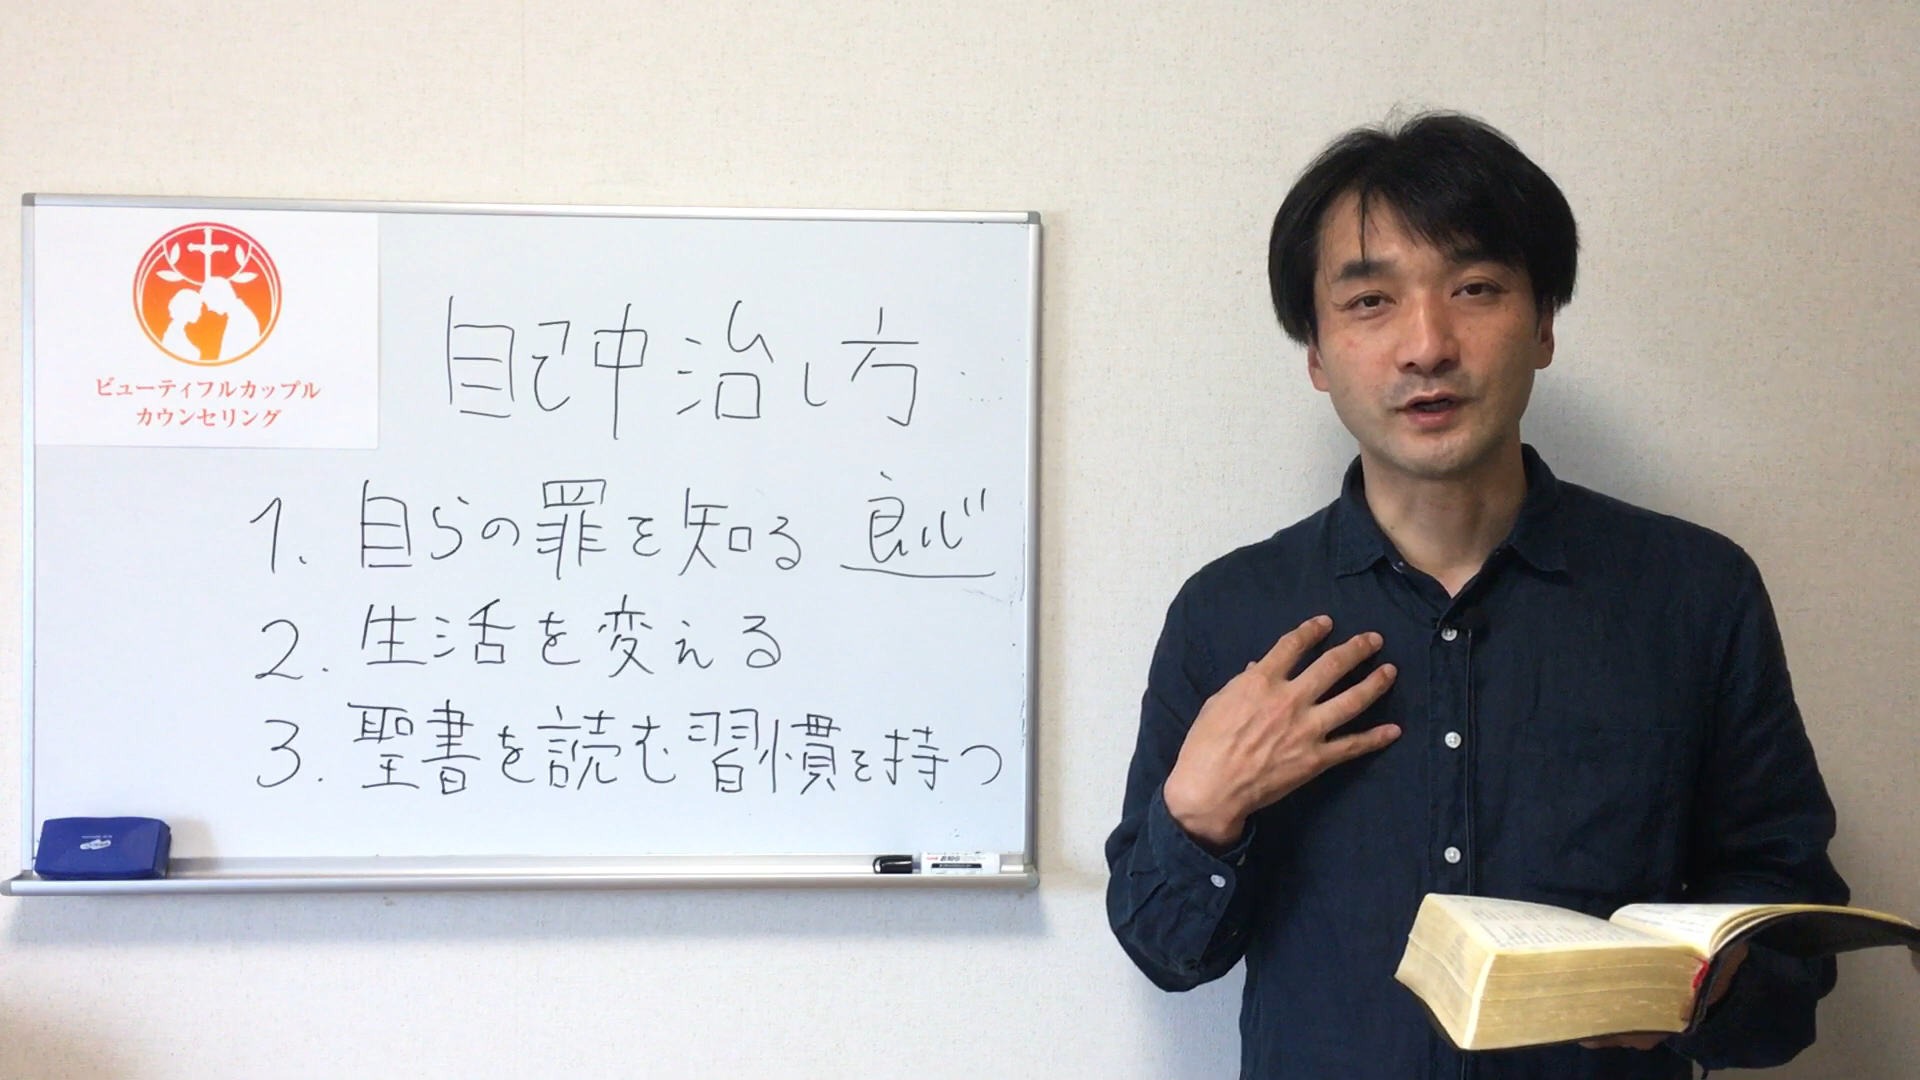 ビューティフルカップル
カウンセリング
自己中治し方
1. 自らの罪を知る 良心
2. 生活を変える
3. 聖書を読む習慣を持つ